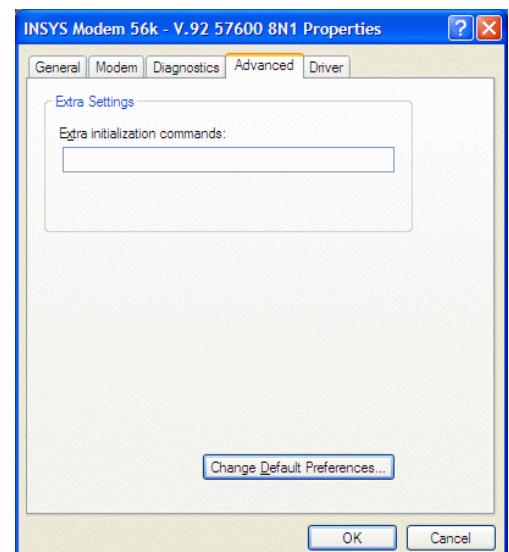 INSYS Modem 56k - V.92 57600 8N1 Properties
General Modem Diagnostics Advanced Driver
Extra Settings
Extra initialization commands:
Change Default Preferences...
OK Cancel